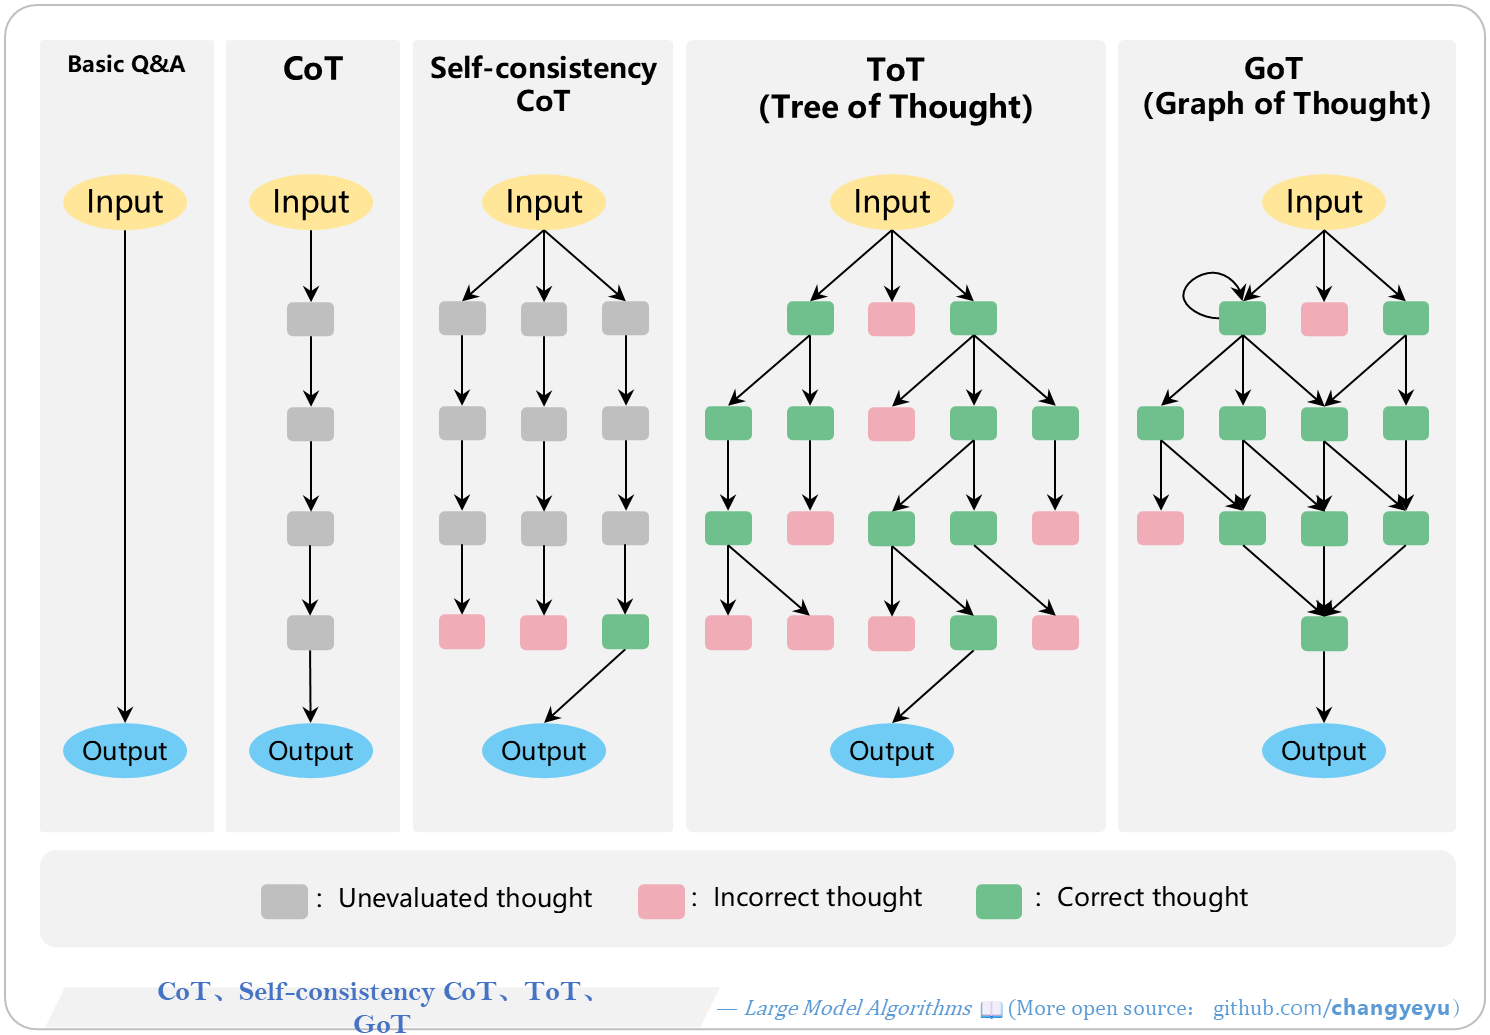 Basic Q&A
CoT
Self-consistency
CoT
ToT
(Tree of Thought)
GoT
(Graph of Thought)
Input
Input
Input
Input
Input
Output
Output
Output
Output
Output
: Unevaluated thought
: Incorrect thought
: Correct thought
CoT、Self-consistency CoT、ToT、
GoT
— Large Model Algorithms 📖 (More open source: github.com/changyeyu)